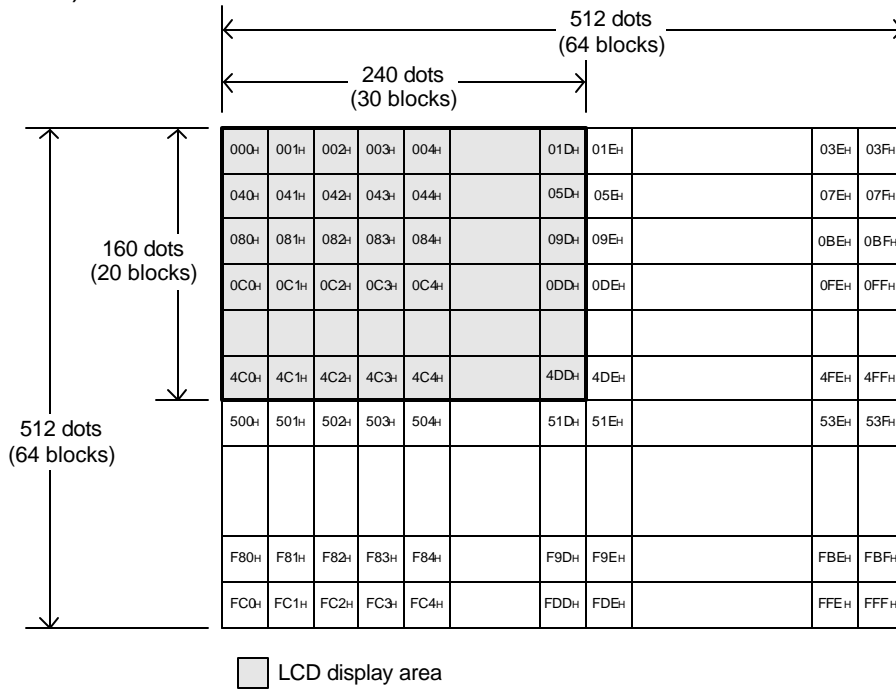 512 dots
(64 blocks)
240 dots
(30 blocks)
000H 001H 002H 003H 004H 01DH 01EH 03EH 03FH
040H 041H 042H 043H 044H 05DH 05EH 07EH 07FH
080H 081H 082H 083H 084H 09DH 09EH 0BEH 0BFH
160 dots
(20 blocks)
0C0H 0C1H 0C2H 0C3H 0C4H 0DDH 0DEH 0FEH 0FFH
4C0H 4C1H 4C2H 4C3H 4C4H 4DDH 4DEH 4FEH 4FFH
500H 501H 502H 503H 504H 51DH 51EH 53EH 53FH
512 dots
(64 blocks)
F80H F81H F82H F83H F84H F9DH F9EH FBEH FBFH
FC0H FC1H FC2H FC3H FC4H FDDH FDEH FFEH FFFH
LCD display area